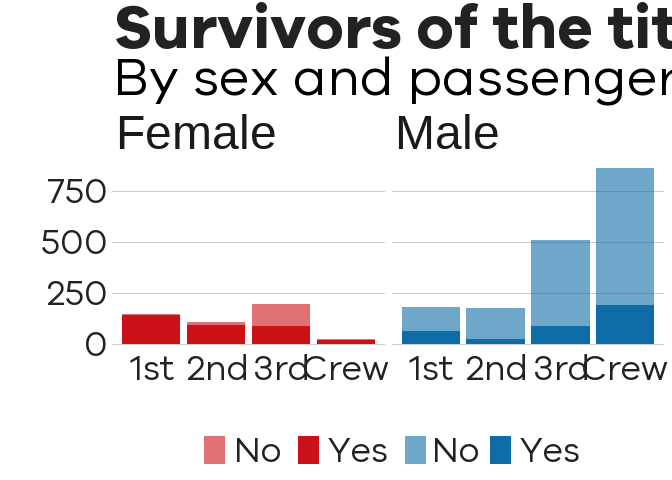 Survivors of the tit
By sex and passenger
Female Male
750
500
250
0
1st 2nd 3rd Crew 1st 2nd 3rd Crew
No Yes No Yes